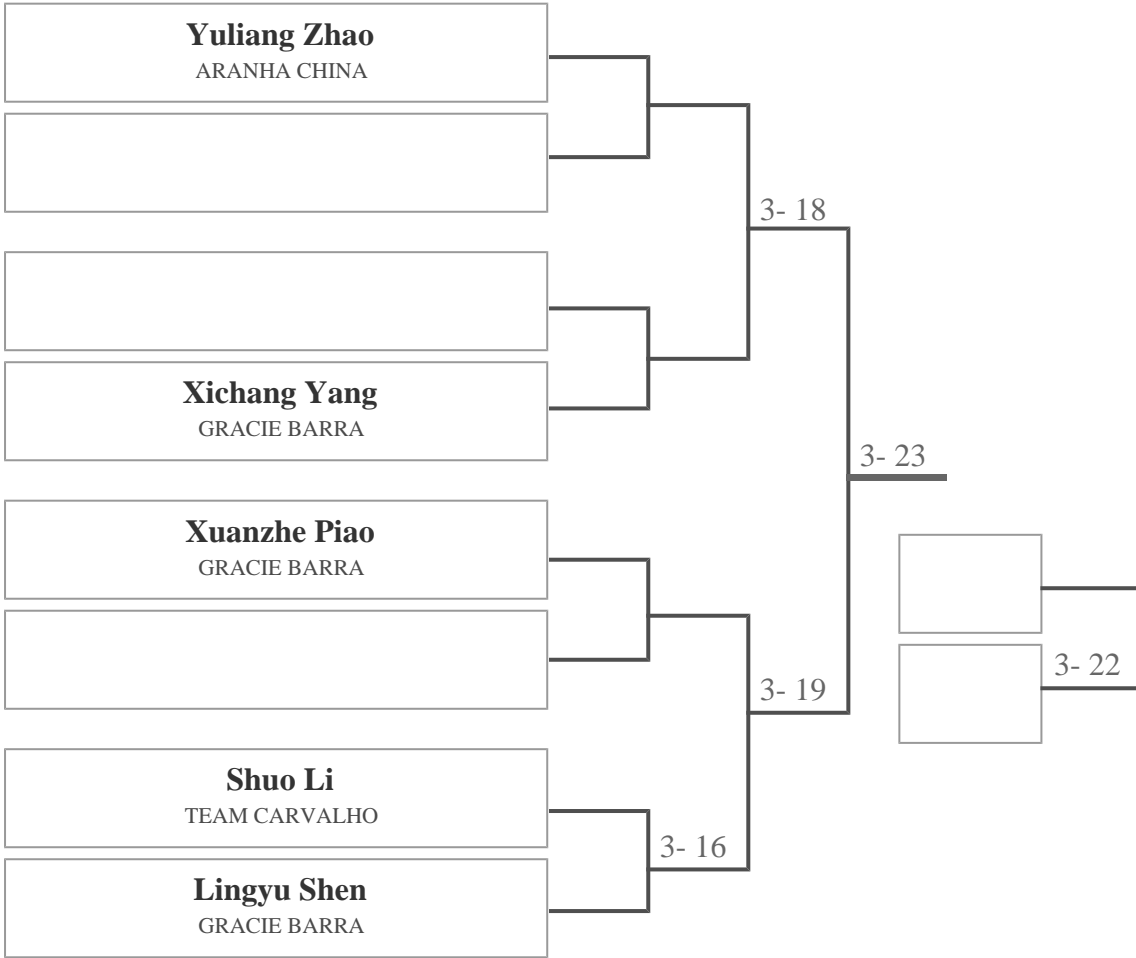 Yuliang Zhao
ARANHA CHINA
3- 18
Xichang Yang
GRACIE BARRA
3- 23
Xuanzhe Piao
GRACIE BARRA
3- 22
3- 19
Shuo Li
TEAM CARVALHO
3- 16
Lingyu Shen
GRACIE BARRA